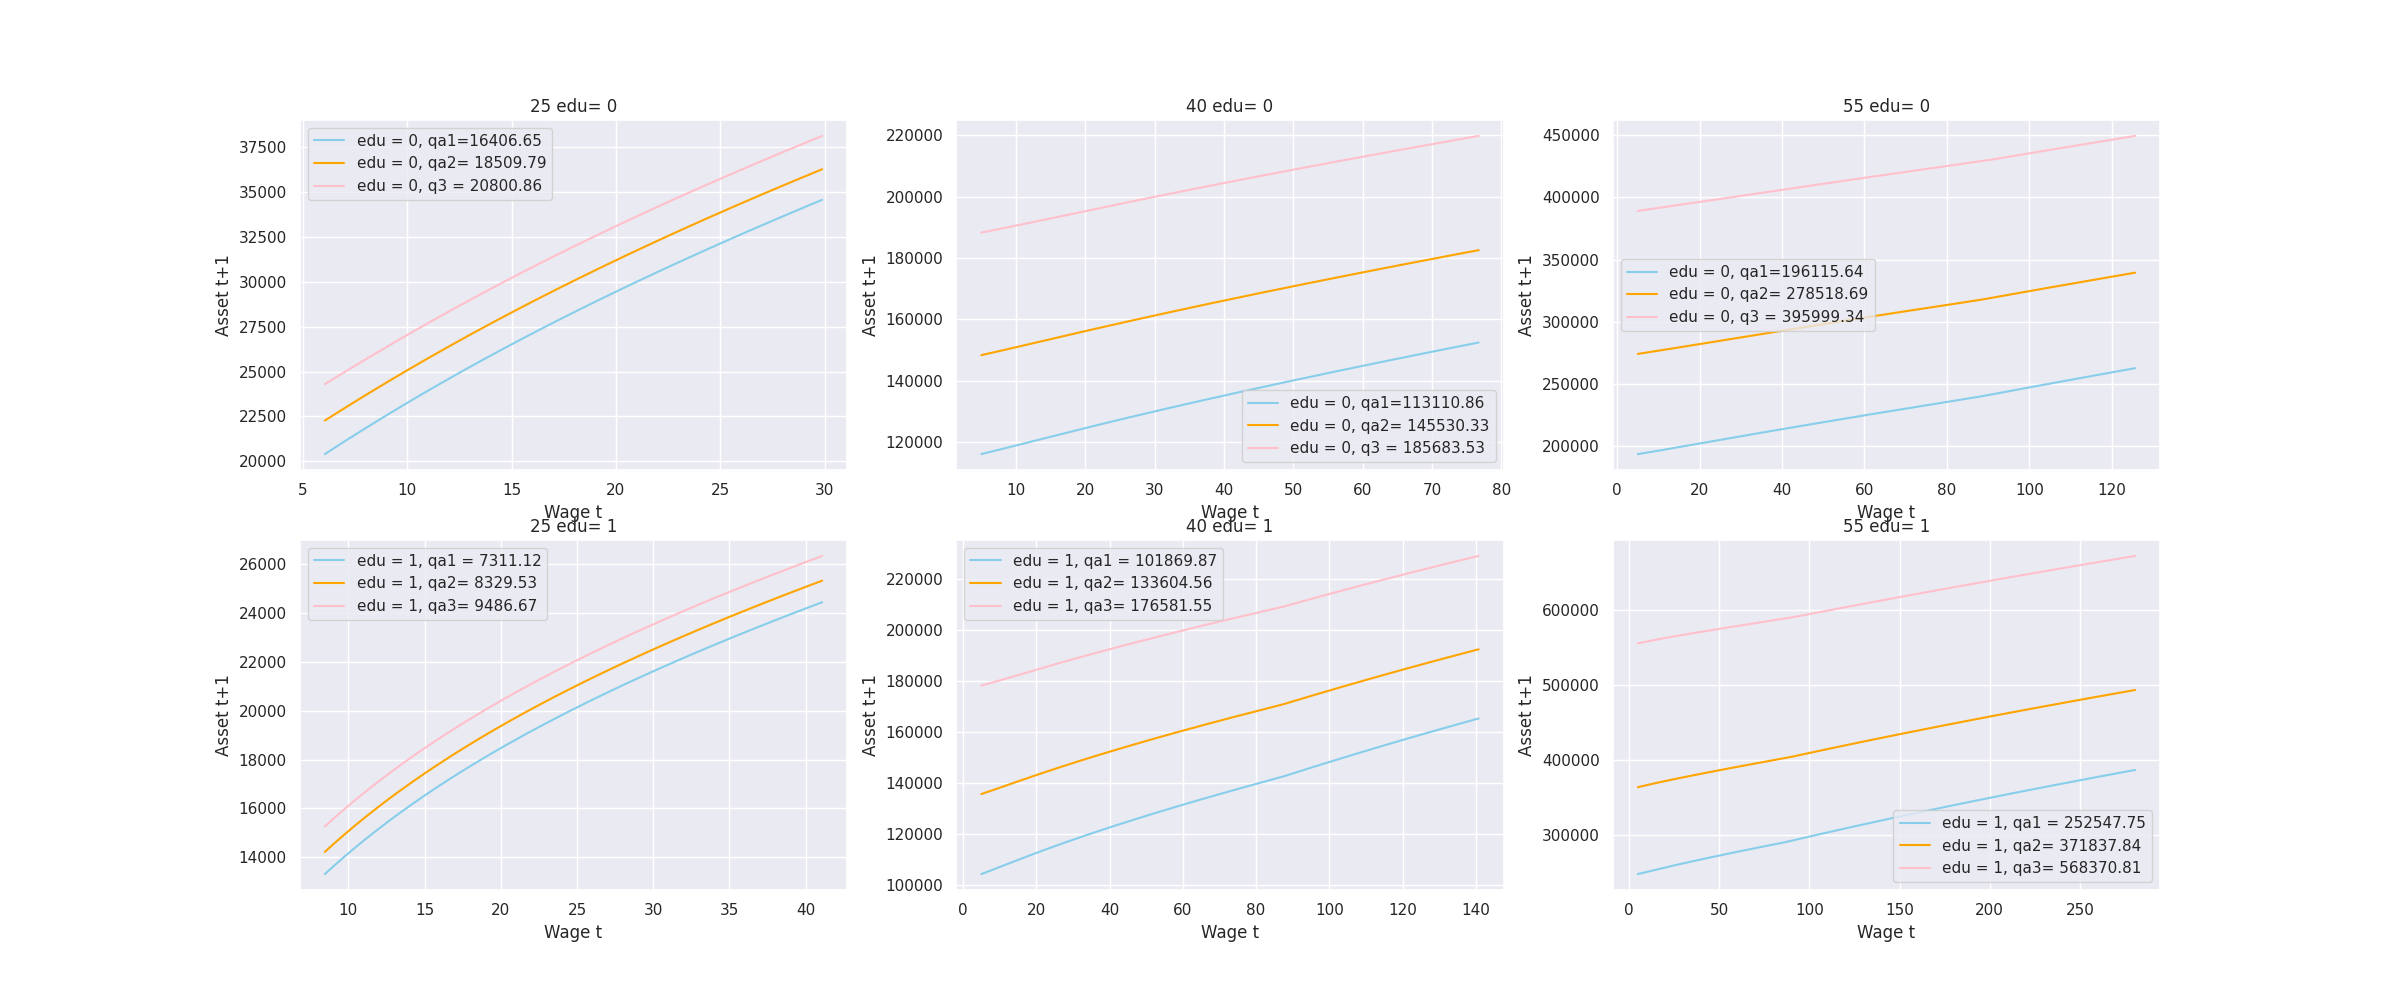 25 edu= 0
40 edu= 0
55 edu= 0
edu = 0, qa1=16406.65
edu = 0, qa2= 18509.79
edu = 0, q3 = 20800.86
37500
35000
32500
30000
27500
25000
22500
20000
Asset t+1
5
10
15
20
25
30
Wage t
220000
200000
180000
160000
140000
120000
Asset t+1
edu = 0, qa1=113110.86
edu = 0, qa2= 145530.33
edu = 0, q3 = 185683.53
10
20
30
40
50
60
70
80
Wage t
450000
400000
350000
300000
250000
200000
Asset t+1
edu = 0, qa1=196115.64
edu = 0, qa2= 278518.69
edu = 0, q3 = 395999.34
0
20
40
60
80
100
120
Wage t
25 edu= 1
40 edu= 1
55 edu= 1
edu = 1, qa1 = 7311.12
edu = 1, qa2= 8329.53
edu = 1, qa3= 9486.67
26000
24000
22000
20000
18000
16000
14000
Asset t+1
10
15
20
25
30
35
40
Wage t
edu = 1, qa1 = 101869.87
edu = 1, qa2= 133604.56
edu = 1, qa3= 176581.55
220000
200000
180000
160000
140000
120000
100000
Asset t+1
0
20
40
60
80
100
120
140
Wage t
600000
500000
400000
300000
Asset t+1
edu = 1, qa1 = 252547.75
edu = 1, qa2= 371837.84
edu = 1, qa3= 568370.81
0
50
100
150
200
250
Wage t